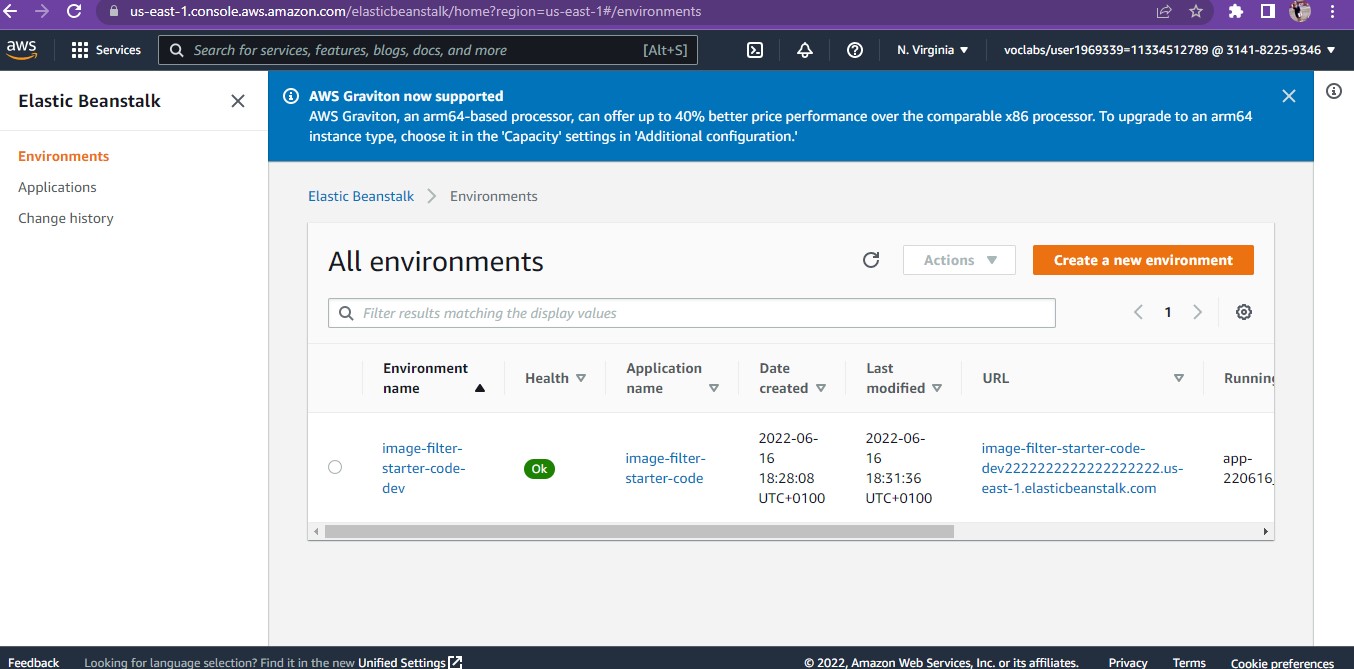 us-east-1.console.aws.amazon.com/elasticbeanstalk/home?region=us-east-1#/environments
aws
Services
Search for services, features, blogs, docs, and more
[Alt+S]
N. Virginia
voclabs/user1969339=11334512789 @ 3141-8225-9346
Elastic Beanstalk
Environments
Applications
Change history
AWS Graviton now supported
AWS Graviton, an arm64-based processor, can offer up to 40% better price performance over the comparable x86 processor. To upgrade to an arm64
instance type, choose it in the 'Capacity' settings in 'Additional configuration.'
Elastic Beanstalk
Environments
All environments
Actions
Create a new environment
Filter results matching the display values
1
Environment
name
Health
Application
name
Date
created
Last
modified
URL
Running
image-filter-
starter-code-
dev
Ok
image-filter-
starter-code
2022-06-
16
18:28:08
UTC+0100
2022-06-
16
18:31:36
UTC+0100
image-filter-starter-code-
dev2222222222222222222.us-
east-1.elasticbeanstalk.com
app-
220616_
Feedback
Looking for language selection? Find it in the new Unified Settings
© 2022, Amazon Web Services, Inc. or its affiliates.
Privacy
Terms
Cookie preferences